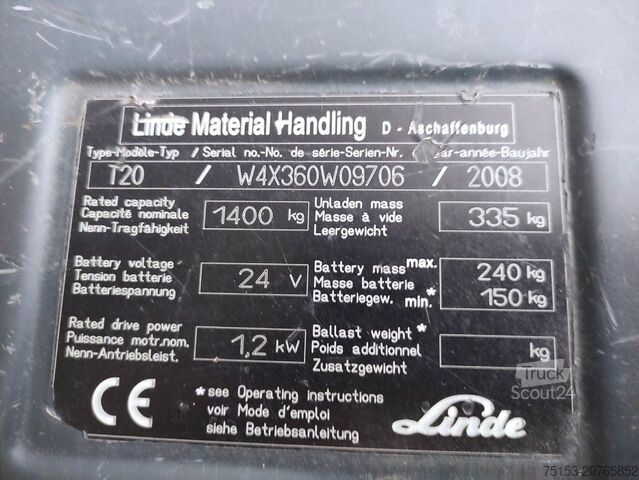 Linde Material Handling D - Aschaffenburg
Type-Modèle-Typ / Serial no.-No. de série-Serien-Nr. year-année-Baujahr
T20 / W4X360W09706 / 2008
Rated capacity
Capacité nominale
Nenn-Tragfähigkeit
1400 kg
Unladen mass
Masse à vide
Leergewicht
335 kg
Battery voltage
Tension batterie
Batteriespannung
24 V
Battery mass max.
Masse batterie
Batteriegew. min.*
240 kg
150 kg
Rated drive power
Puissance motr.nom.
Nenn-Antriebsleist.
1,2 kW
Ballast weight *
Poids additionnel
Zusatzgewicht
kg
CE
*see Operating instructions
voir Mode d'emploi
siehe Betriebsanleitung
Linde
Truck
Scout24
75153-20765852